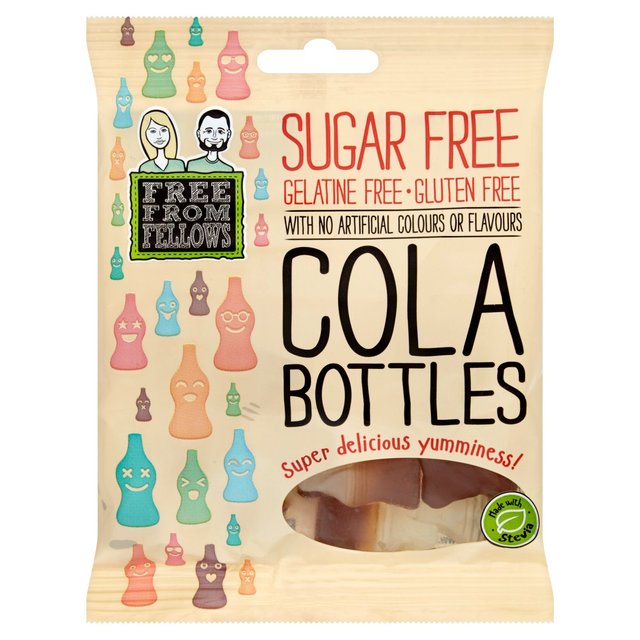 FREE
FROM
FELLOWS
SUGAR FREE
GELATINE FREE • GLUTEN FREE
WITH NO ARTIFICIAL COLOURS OR FLAVOURS
COLA
BOTTLES
Super delicious yumminess!
Made with
Stevia